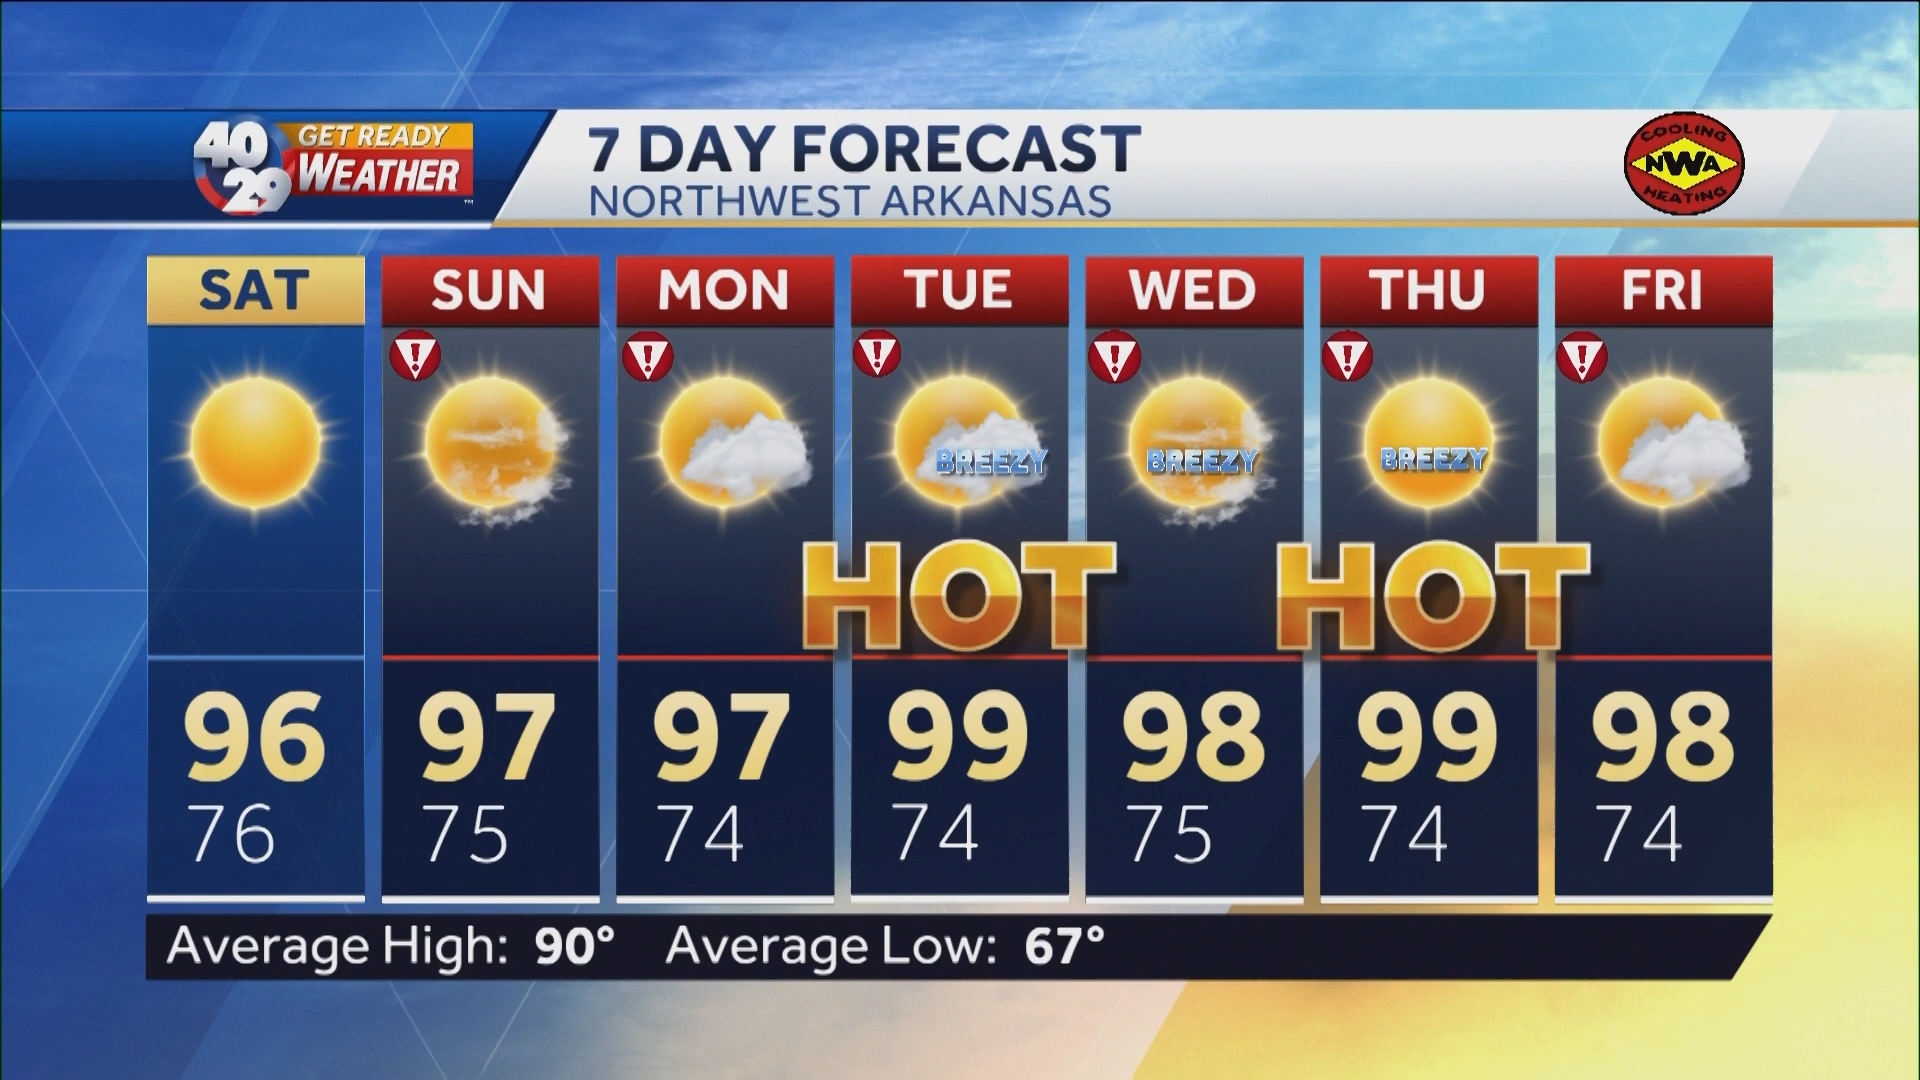 40
29
GET READY
WEATHER
™
7 DAY FORECAST
NORTHWEST ARKANSAS
COOLING
NWA
HEATING
SAT SUN MON TUE WED THU FRI
! ! ! ! ! !
BREEZY BREEZY BREEZY
HOT HOT
96 97 97 99 98 99 98
76 75 74 74 75 74 74
Average High: 90° Average Low: 67°